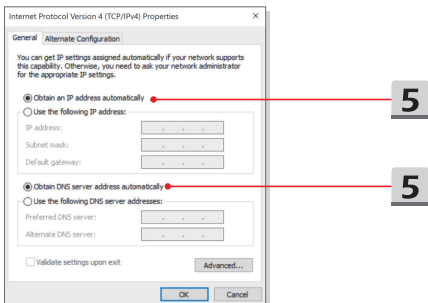 Internet Protocol Version 4 (TCP/IPv4) Properties
General Alternate Configuration
You can get IP settings assigned automatically if your network supports
this capability. Otherwise, you need to ask your network administrator
for the appropriate IP settings.
Obtain an IP address automatically
5
Use the following IP address:
IP address:
Subnet mask:
Default gateway:
Obtain DNS server address automatically
5
Use the following DNS server addresses:
Preferred DNS server:
Alternate DNS server:
Validate settings upon exit
Advanced...
OK Cancel